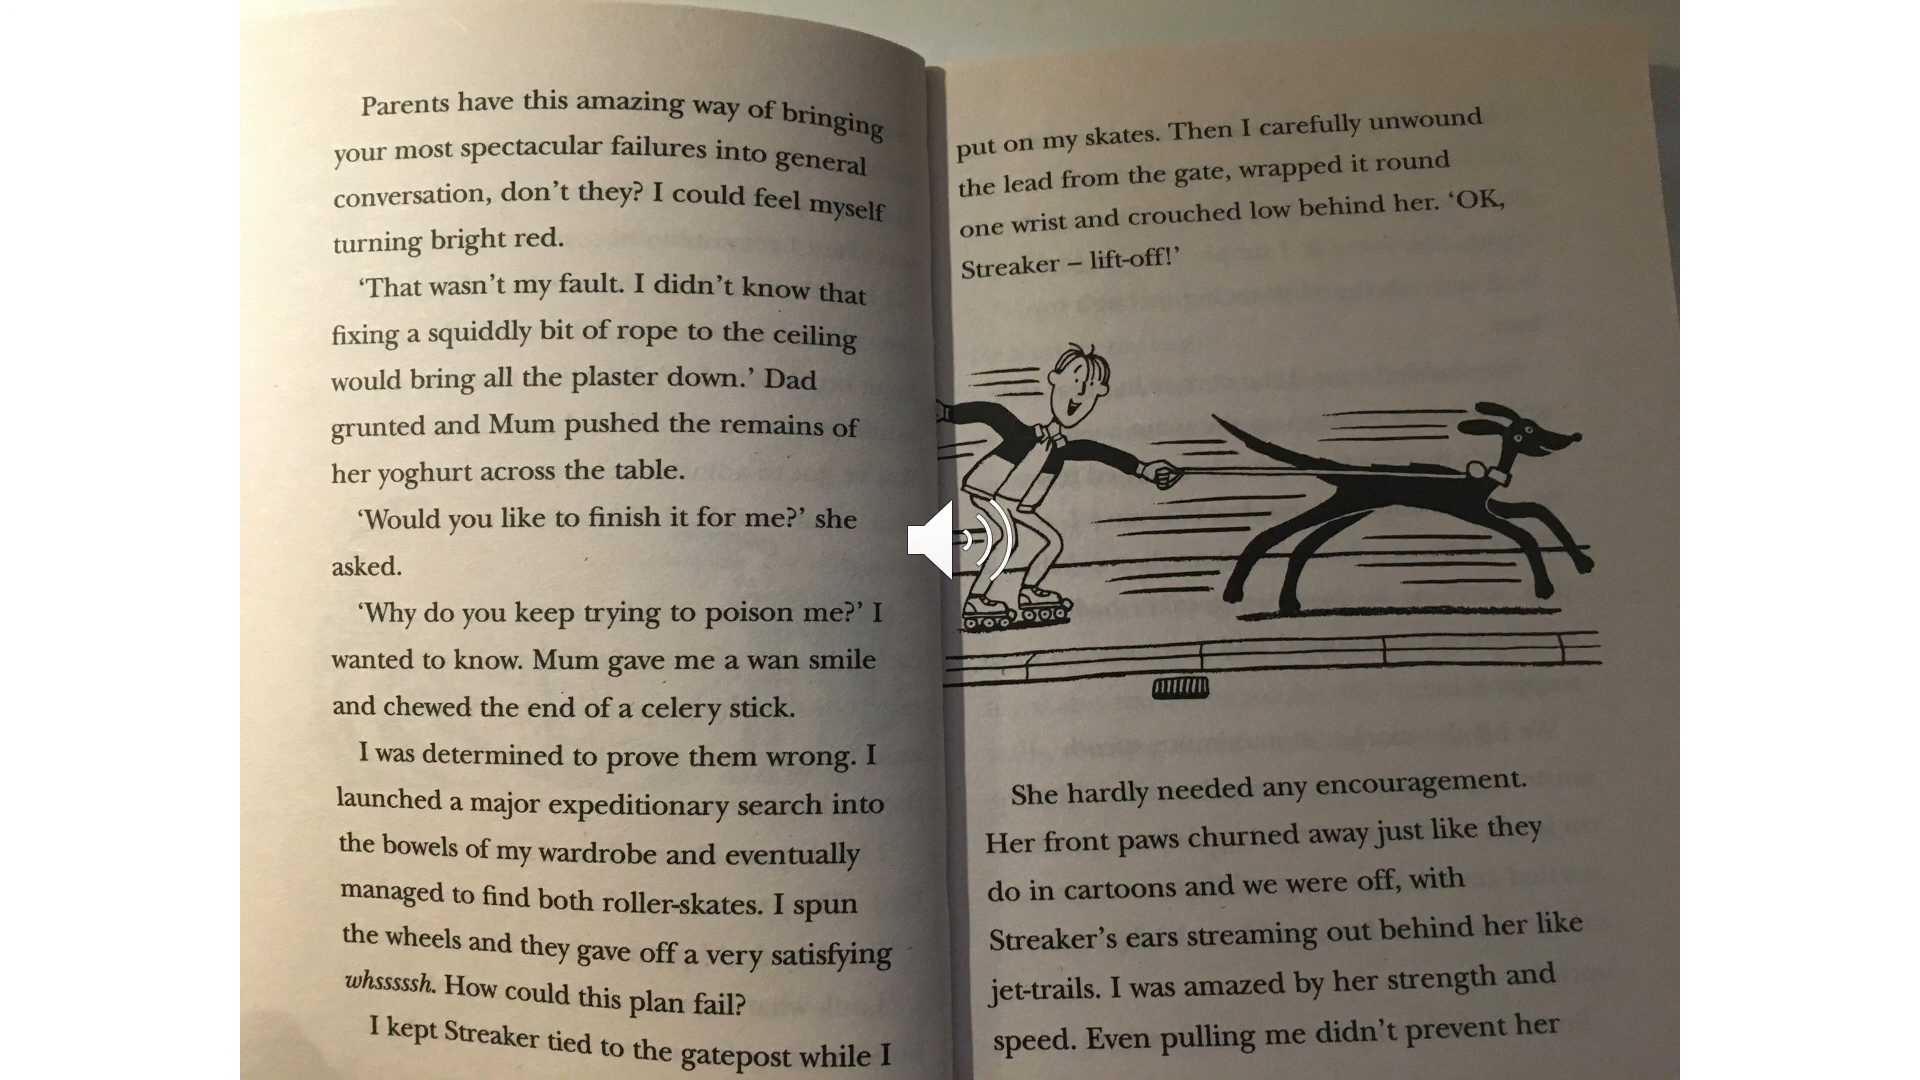 Parents have this amazing way of bringing
your most spectacular failures into general
conversation, don't they? I could feel myself
turning bright red.
‘That wasn't my fault. I didn't know that
fixing a squiddly bit of rope to the ceiling
would bring all the plaster down.’ Dad
grunted and Mum pushed the remains of
her yoghurt across the table.
‘Would you like to finish it for me?’ she
asked.
‘Why do you keep trying to poison me?’ I
wanted to know. Mum gave me a wan smile
and chewed the end of a celery stick.
I was determined to prove them wrong. I
launched a major expeditionary search into
the bowels of my wardrobe and eventually
managed to find both roller-skates. I spun
the wheels and they gave off a very satisfying
whsssssh. How could this plan fail?
I kept Streaker tied to the gatepost while I
put on my skates. Then I carefully unwound
the lead from the gate, wrapped it round
one wrist and crouched low behind her. ‘OK,
Streaker – lift-off!’
She hardly needed any encouragement.
Her front paws churned away just like they
do in cartoons and we were off, with
Streaker's ears streaming out behind her like
jet-trails. I was amazed by her strength and
speed. Even pulling me didn't prevent her